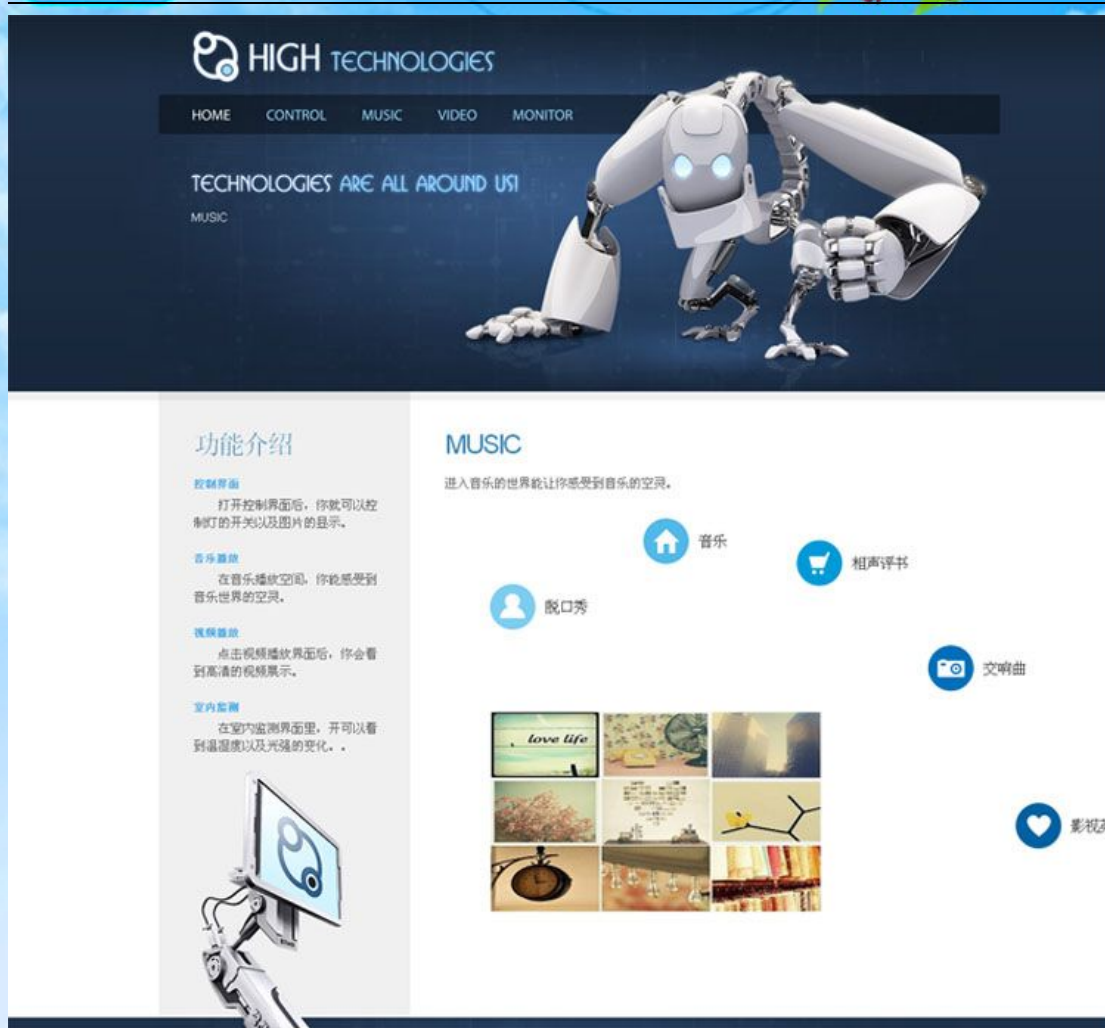 HIGH TECHNOLOGIES
HOME CONTROL MUSIC VIDEO MONITOR
TECHNOLOGIES ARE ALL AROUND US!
MUSIC
功能介绍
控制界面
打开控制界面后，你就可以控
制灯的开关以及图片的显示。
音乐播放
在音乐播放空间，你能感受到
音乐世界的空灵。
视频播放
点击视频播放界面后，你会看
到高清的视频展示。
室内监测
在室内监测界面里，开可以看
到温湿度以及光强的变化。.
MUSIC
进入音乐的世界能让你感受到音乐的空灵。
音乐
相声评书
脱口秀
交响曲
love life
影视